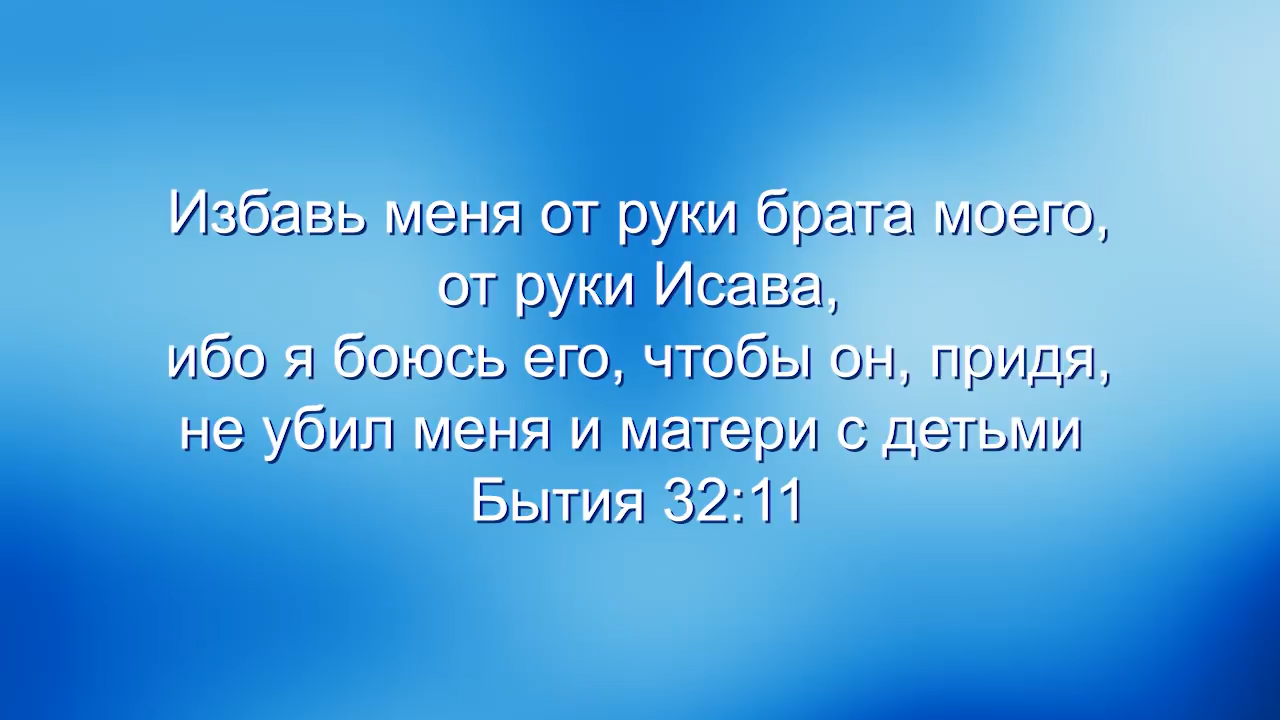 Избавь меня от руки брата моего,
от руки Исава,
ибо я боюсь его, чтобы он, придя,
не убил меня и матери с детьми
Бытия 32:11